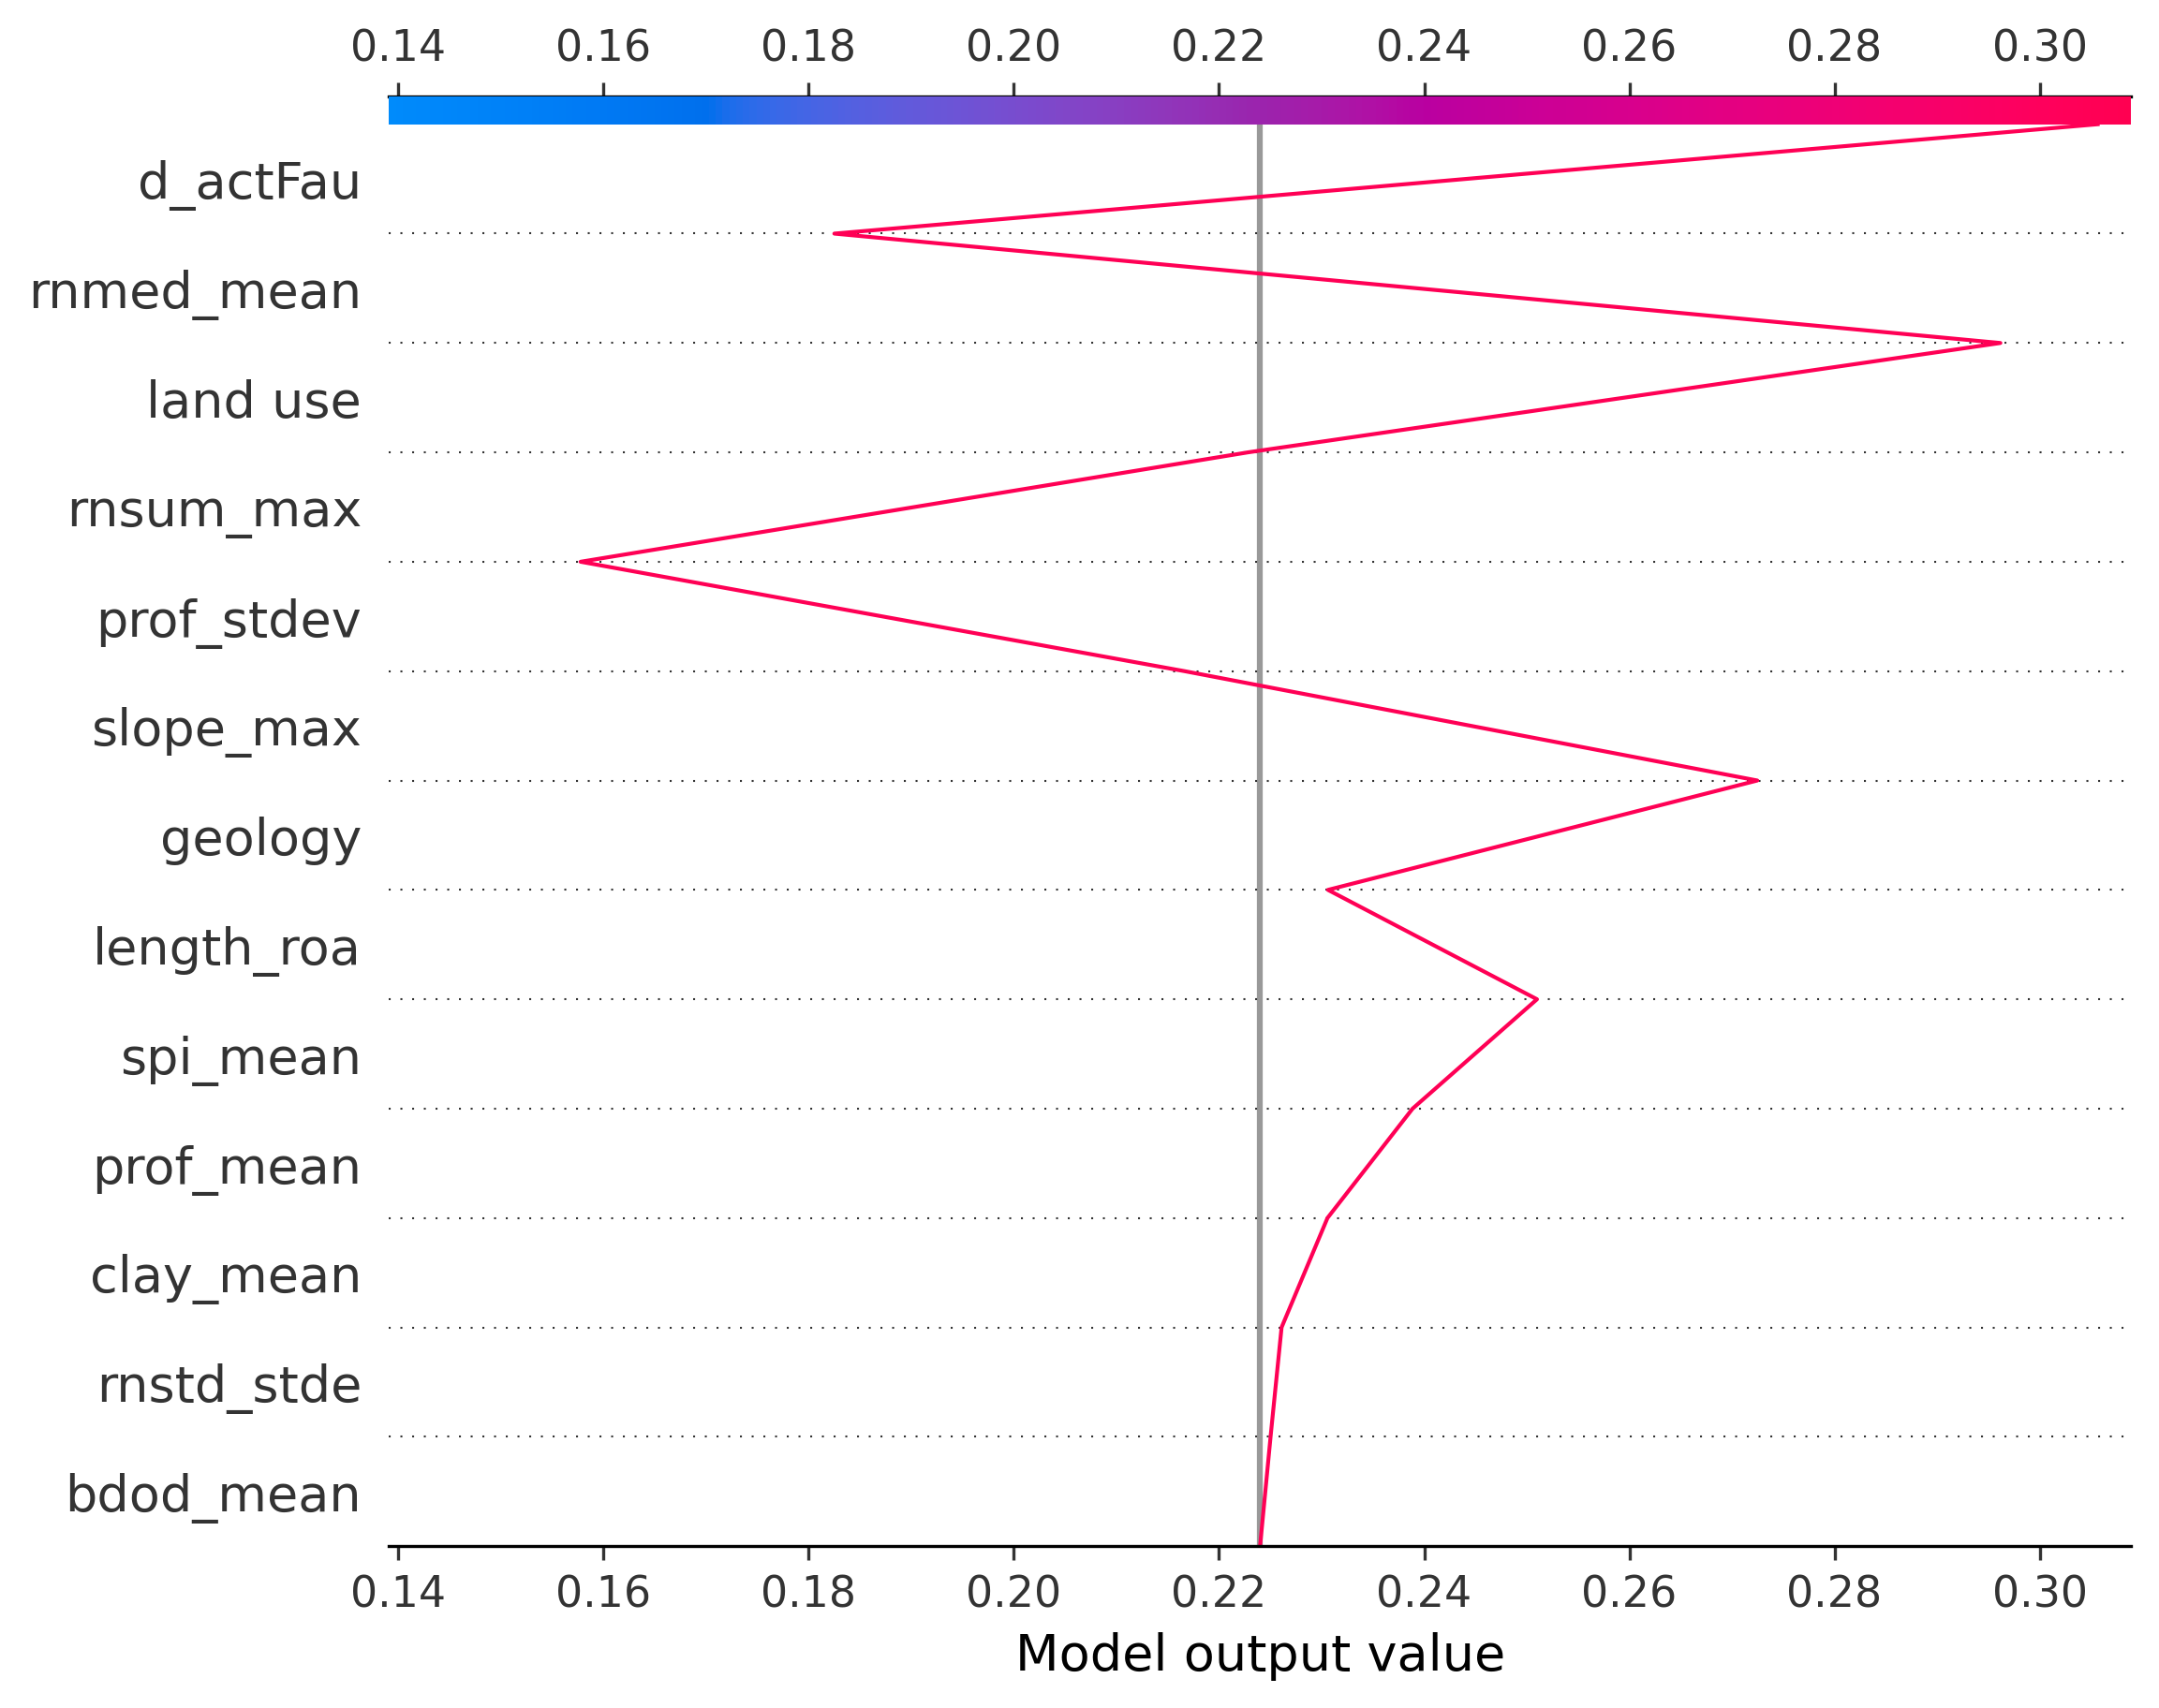 0.14 0.16 0.18 0.20 0.22 0.24 0.26 0.28 0.30
d_actFau
rnmed_mean
land use
rnsum_max
prof_stdev
slope_max
geology
length_roa
spi_mean
prof_mean
clay_mean
rnstd_stde
bdod_mean
0.14 0.16 0.18 0.20 0.22 0.24 0.26 0.28 0.30
Model output value